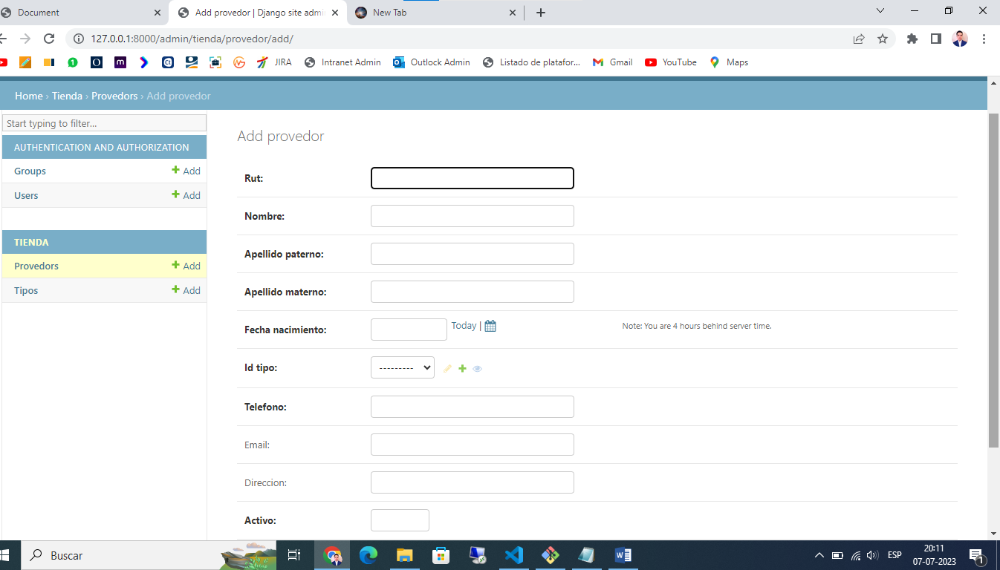 Document
Add provedor | Django site admi
New Tab
127.0.0.1:8000/admin/tienda/provedor/add/
JIRA
Intranet Admin
Outlock Admin
Listado de platafor...
Gmail
YouTube
Maps
Home › Tienda › Provedors › Add provedor
Start typing to filter...
AUTHENTICATION AND AUTHORIZATION
Groups
+ Add
Users
+ Add
TIENDA
Provedors
+ Add
Tipos
+ Add
Add provedor
Rut:
Nombre:
Apellido paterno:
Apellido materno:
Fecha nacimiento:
Today |
Note: You are 4 hours behind server time.
Id tipo:
---------
Telefono:
Email:
Direccion:
Activo:
Buscar
ESP
20:11
07-07-2023
1